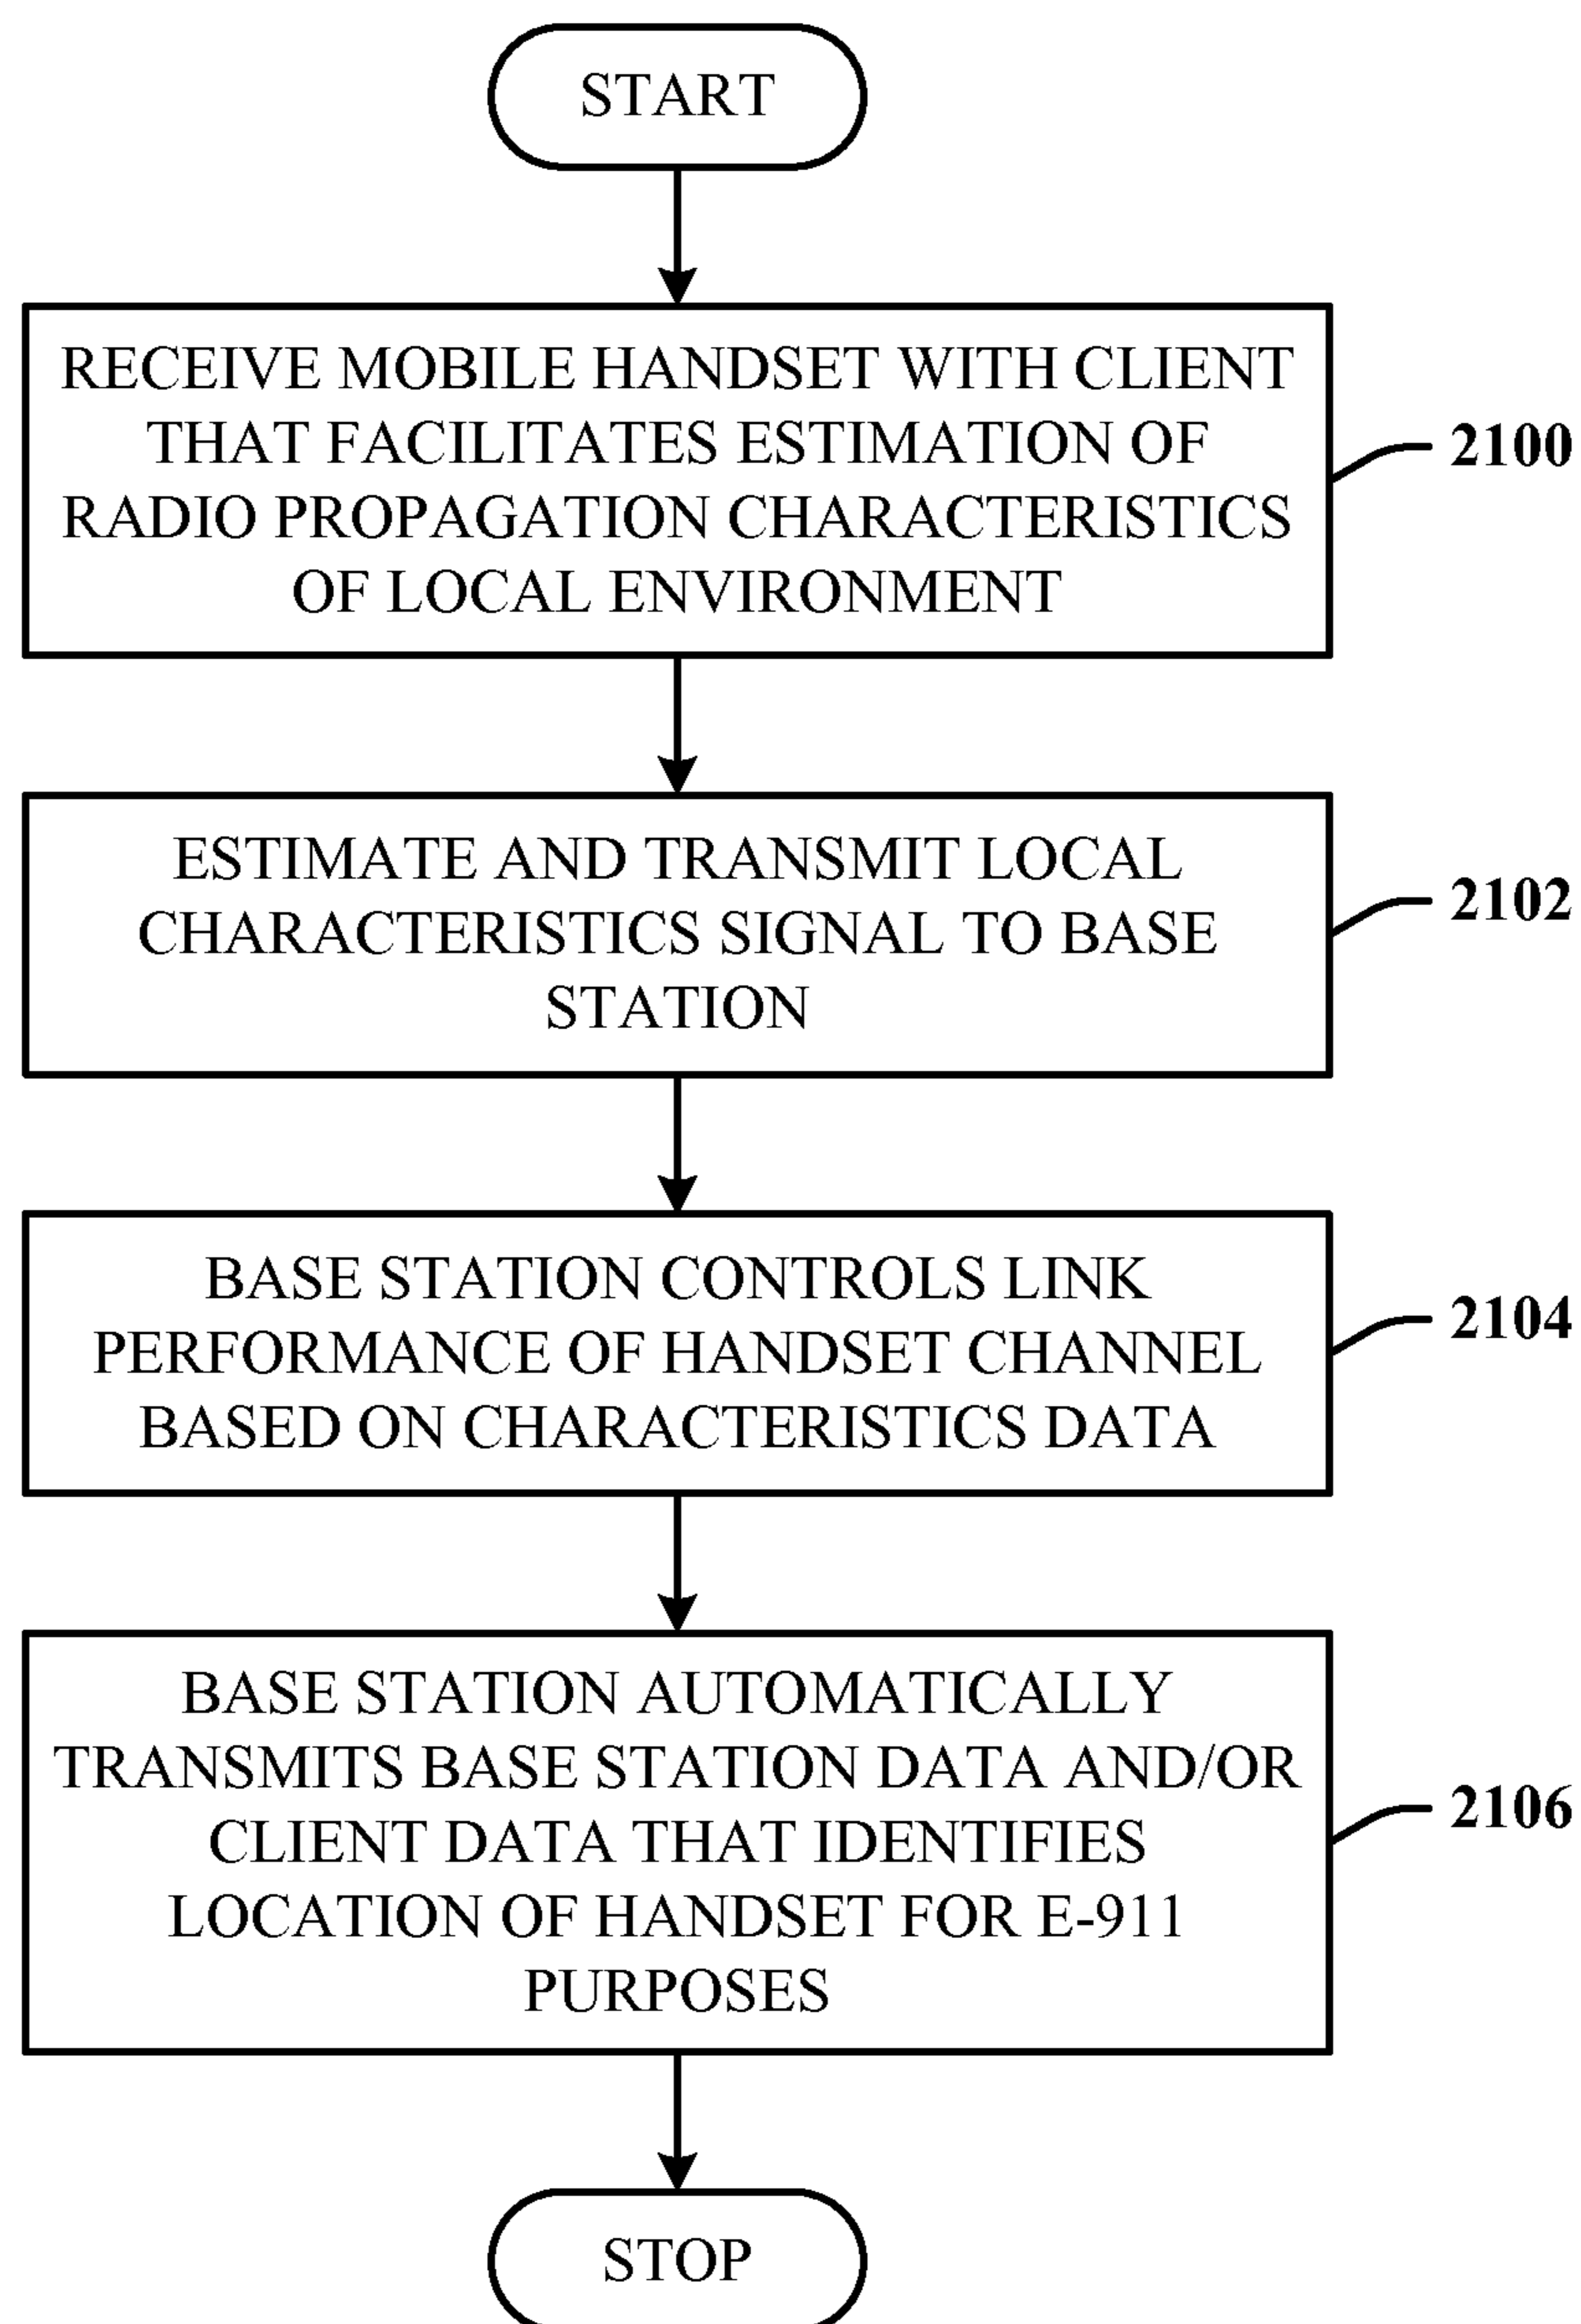 START
RECEIVE MOBILE HANDSET WITH CLIENT
THAT FACILITATES ESTIMATION OF
RADIO PROPAGATION CHARACTERISTICS
OF LOCAL ENVIRONMENT
2100
ESTIMATE AND TRANSMIT LOCAL
CHARACTERISTICS SIGNAL TO BASE
STATION
2102
BASE STATION CONTROLS LINK
PERFORMANCE OF HANDSET CHANNEL
BASED ON CHARACTERISTICS DATA
2104
BASE STATION AUTOMATICALLY
TRANSMITS BASE STATION DATA AND/OR
CLIENT DATA THAT IDENTIFIES
LOCATION OF HANDSET FOR E-911
PURPOSES
2106
STOP